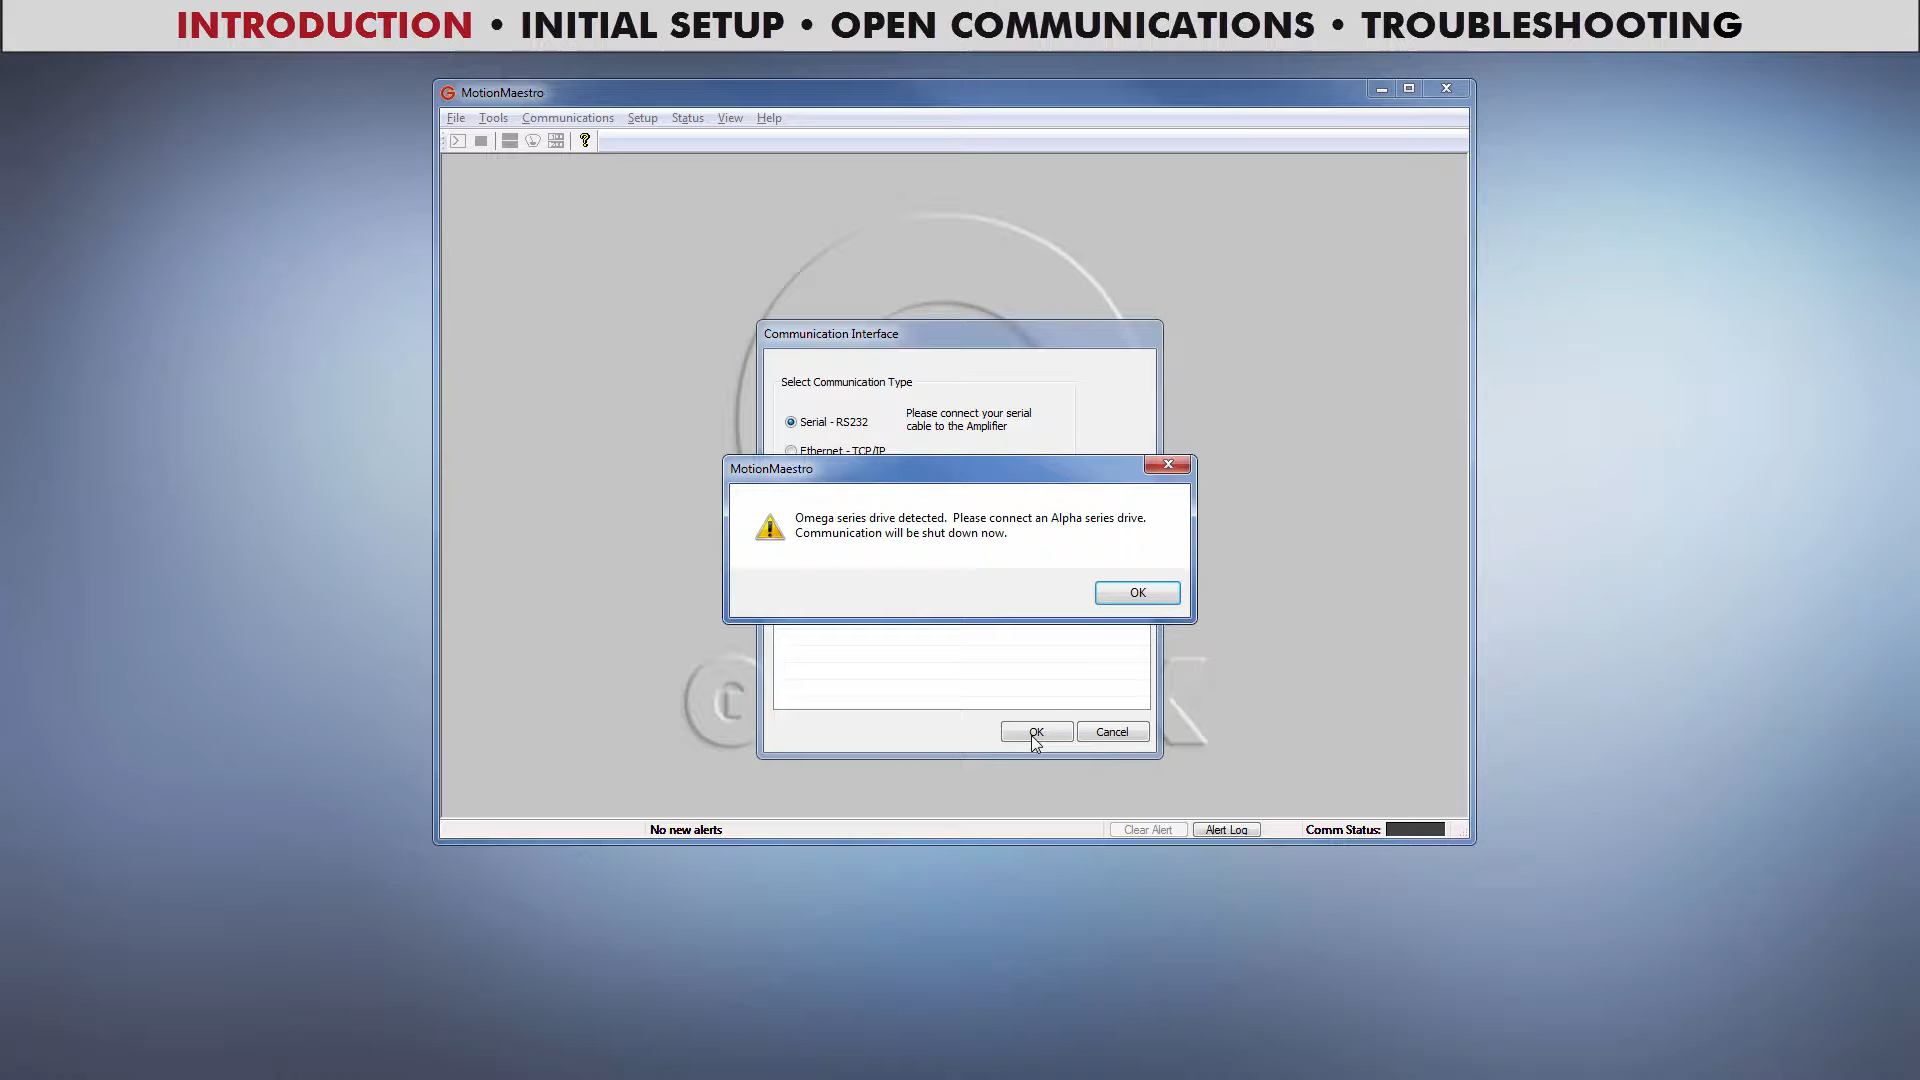 INTRODUCTION • INITIAL SETUP • OPEN COMMUNICATIONS • TROUBLESHOOTING
MotionMaestro
File Tools Communications Setup Status View Help
Communication Interface
Select Communication Type
Serial - RS232
Please connect your serial
cable to the Amplifier
Ethernet - TCP/IP
MotionMaestro
Omega series drive detected. Please connect an Alpha series drive.
Communication will be shut down now.
OK
OK Cancel
No new alerts Clear Alert Alert Log Comm Status: